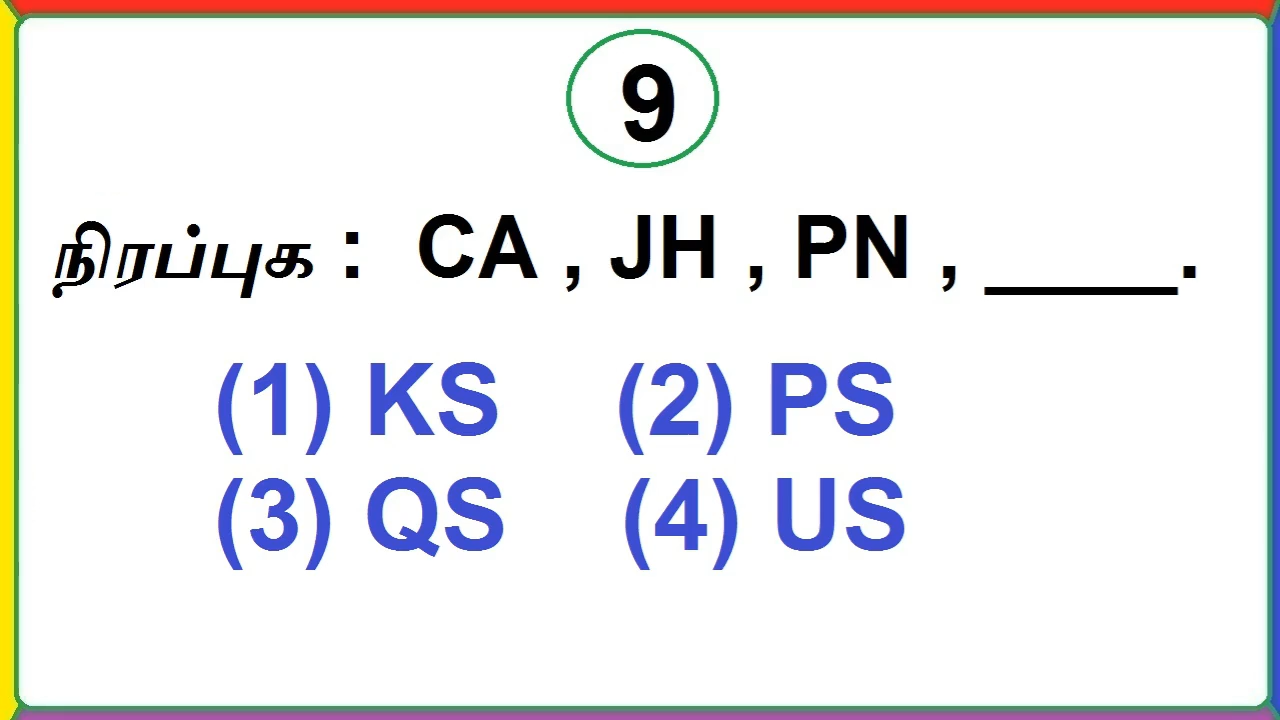 9
நிரப்புக : CA , JH , PN , ____.
(1) KS (2) PS
(3) QS (4) US